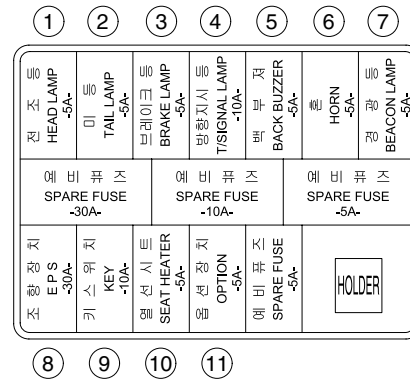 ① ② ③ ④ ⑤ ⑥ ⑦
전조등
HEAD LAMP
-5A-
미등
TAIL LAMP
-5A-
브레이크등
BRAKE LAMP
-5A-
방향지시등
T/SIGNAL LAMP
-10A-
백부저
BACK BUZZER
-5A-
혼
HORN
-5A-
경광등
BEACON LAMP
-5A-
예비퓨즈
SPARE FUSE
-30A-
예비퓨즈
SPARE FUSE
-10A-
예비퓨즈
SPARE FUSE
-5A-
조향장치
EPS
-30A-
키스위치
KEY
-10A-
열선시트
SEAT HEATER
-5A-
옵션장치
OPTION
-5A-
예비퓨즈
SPARE FUSE
-5A-
HOLDER
⑧ ⑨ ⑩ ⑪